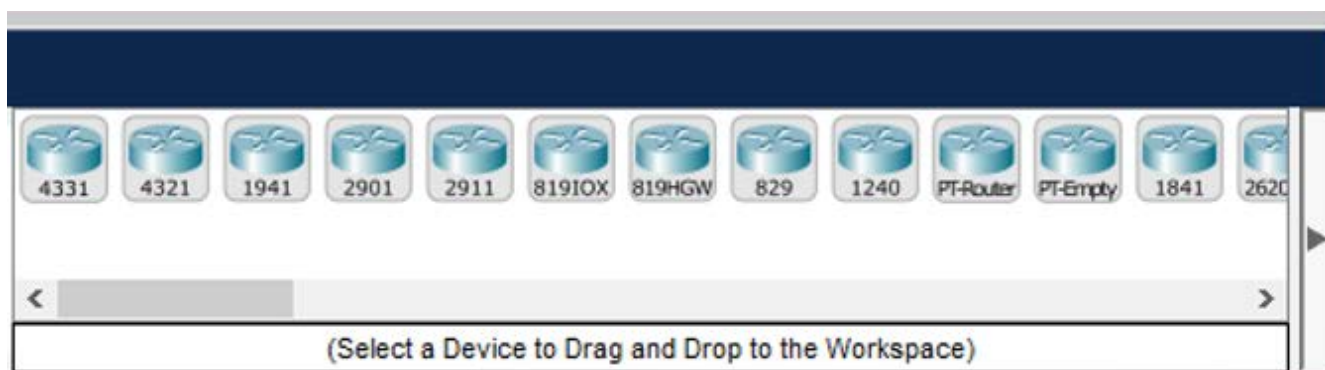 4331 4321 1941 2901 2911 819IOX 819HGW 829 1240 PT-Router PT-Empty 1841 2620
(Select a Device to Drag and Drop to the Workspace)